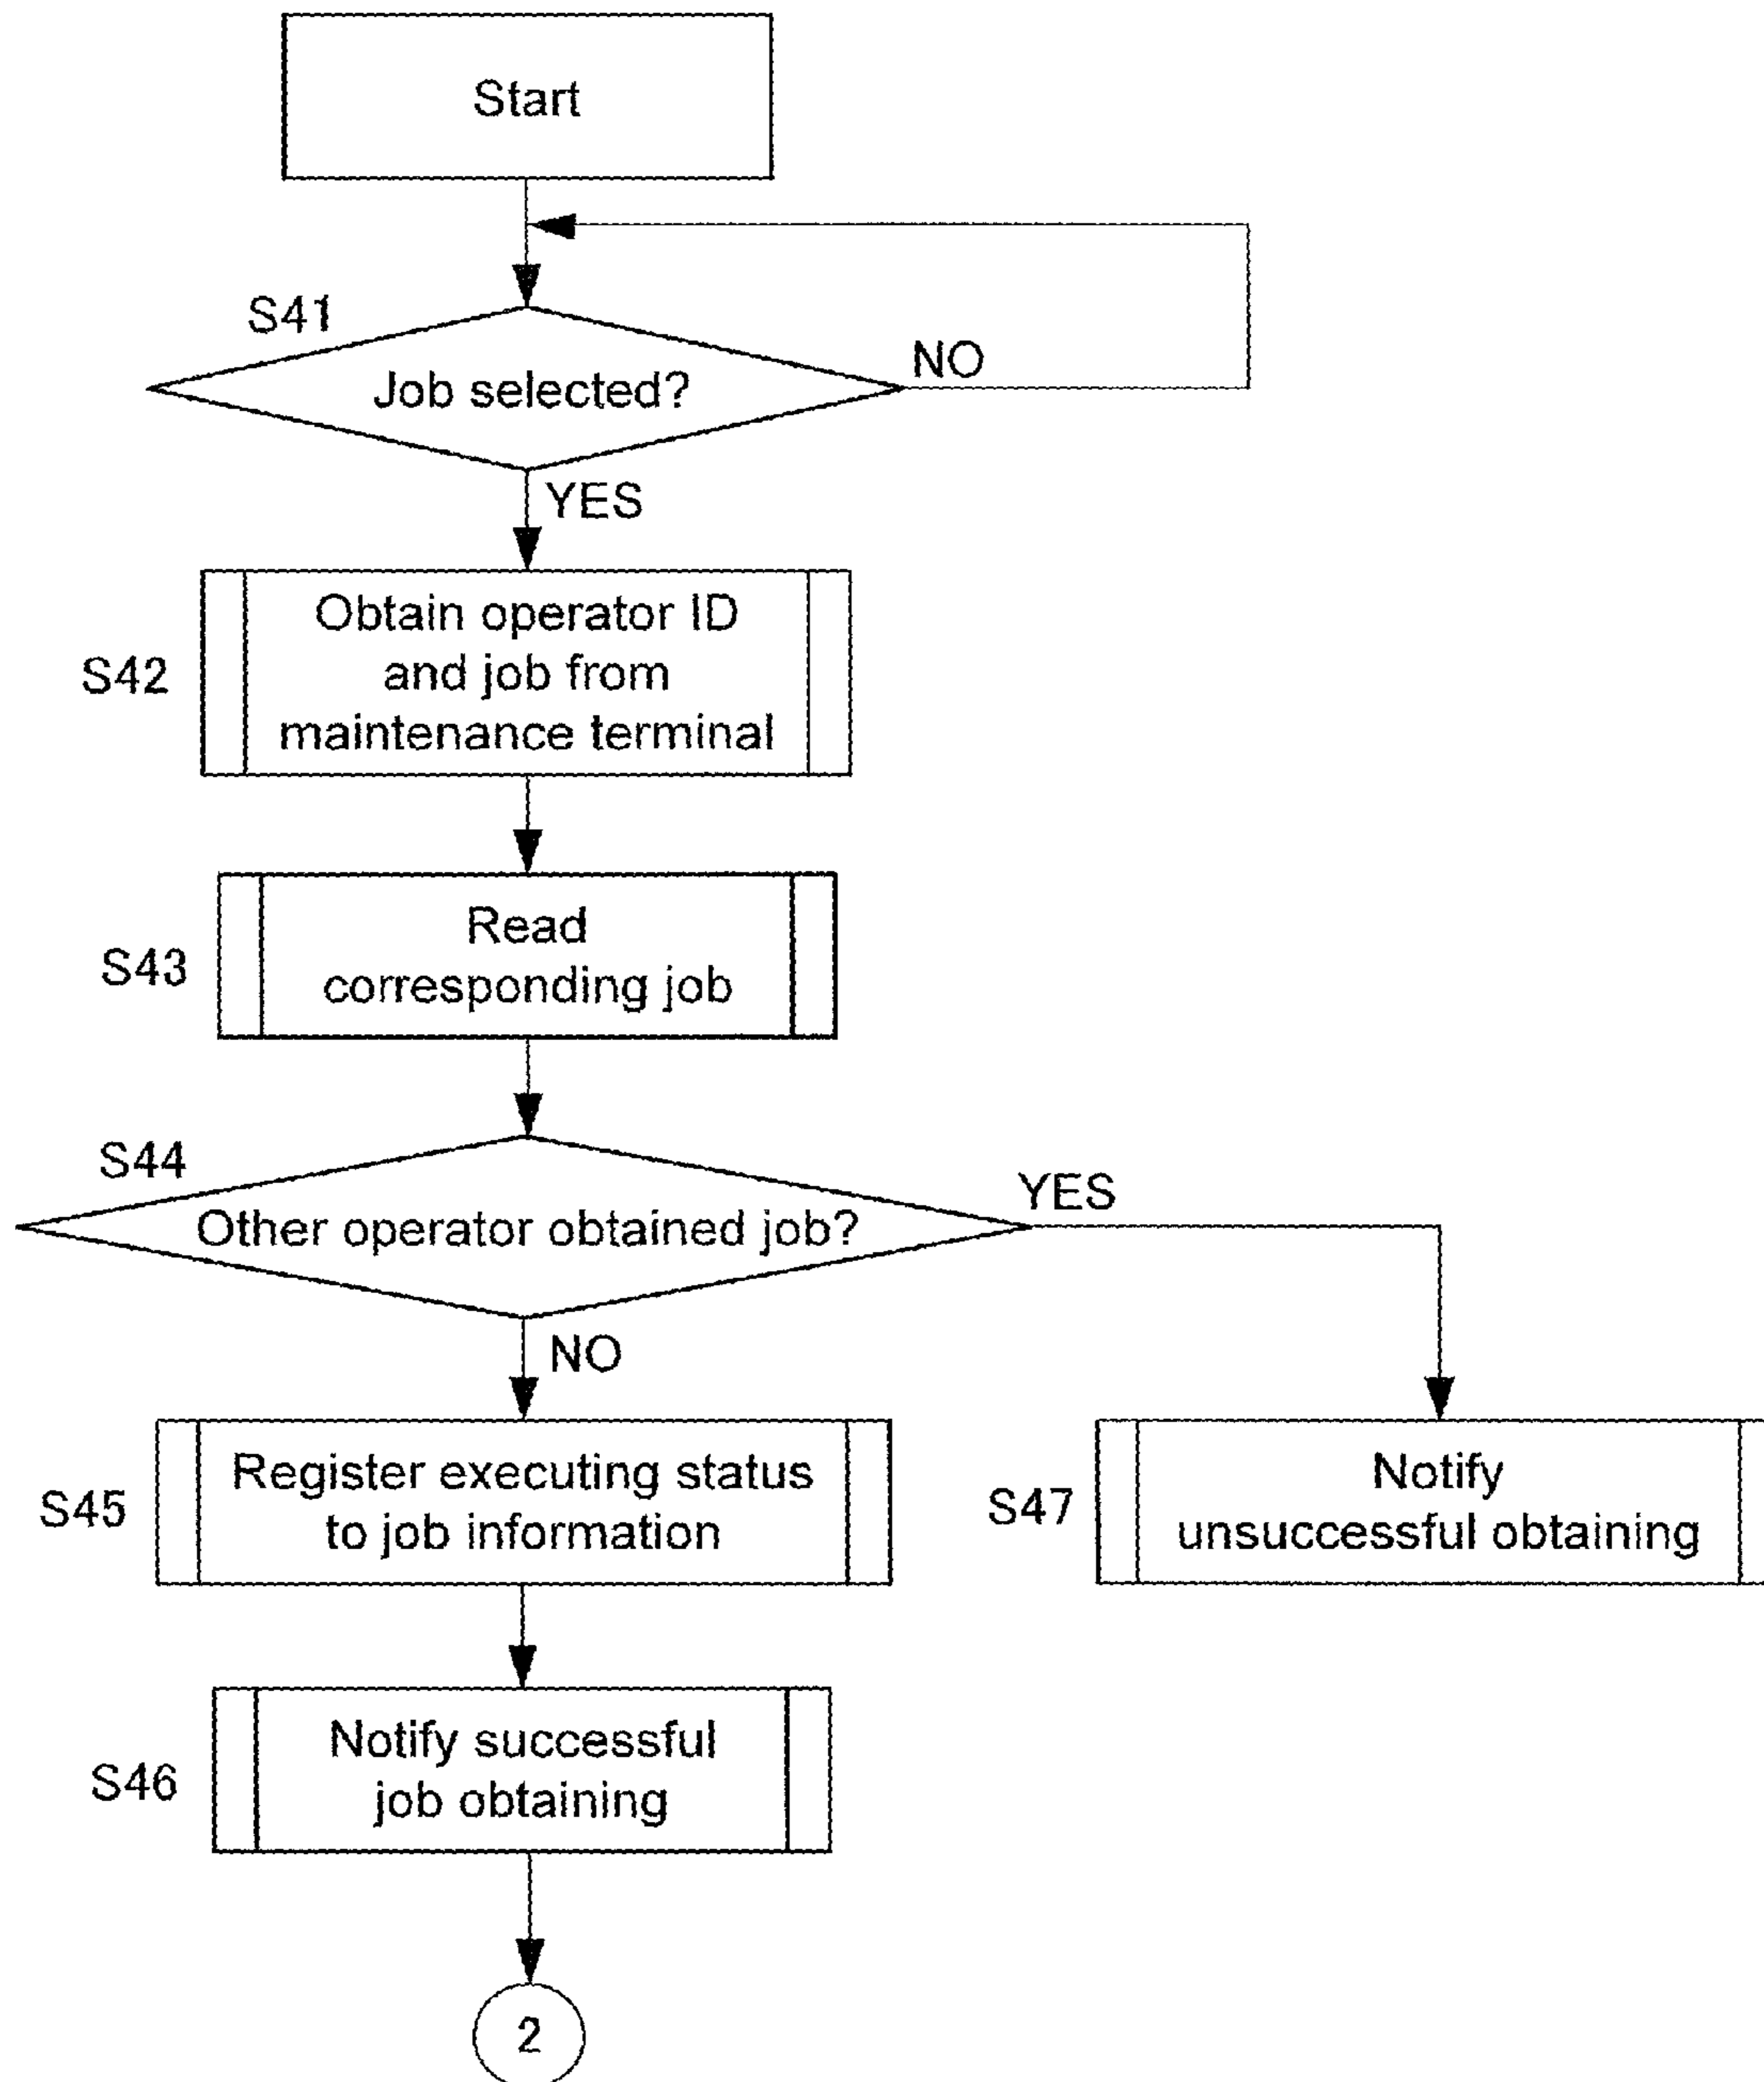 Start
S41
Job selected?
NO
YES
S42
Obtain operator ID
and job from
maintenance terminal
S43
Read
corresponding job
S44
Other operator obtained job?
YES
NO
S45
Register executing status
to job information
S47
Notify
unsuccessful obtaining
S46
Notify successful
job obtaining
2